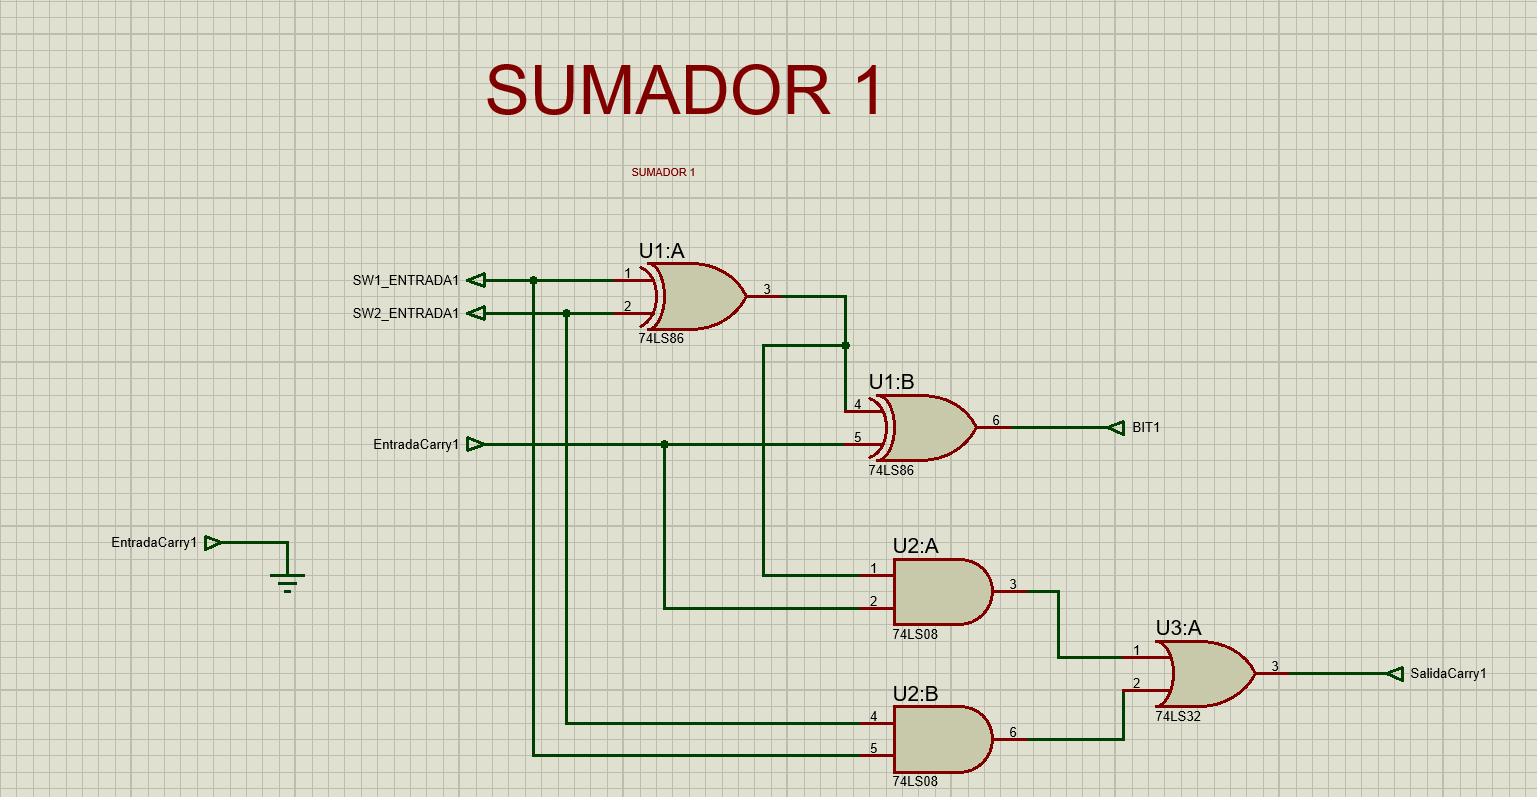 SUMADOR 1
SUMADOR 1
U1:A
SW1_ENTRADA1
1
3
SW2_ENTRADA1
2
74LS86
U1:B
4
6
BIT1
EntradaCarry1
5
74LS86
EntradaCarry1
U2:A
1
3
2
74LS08
U3:A
1
3
SalidaCarry1
2
74LS32
U2:B
4
6
5
74LS08